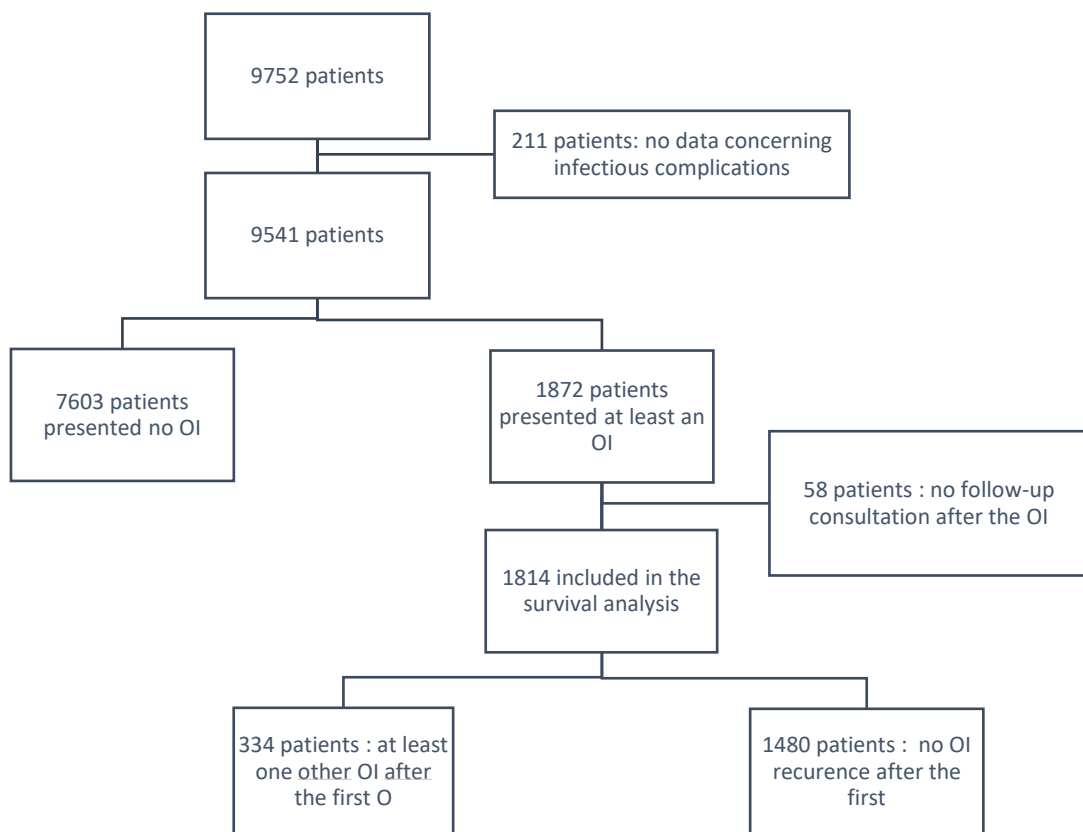 9752 patients
211 patients: no data concerning
infectious complications
9541 patients
7603 patients
presented no OI
1872 patients
presented at least an
OI
58 patients : no follow-up
consultation after the OI
1814 included in the
survival analysis
334 patients : at least
one other OI after
the first O
1480 patients :  no OI
recurence after the
first